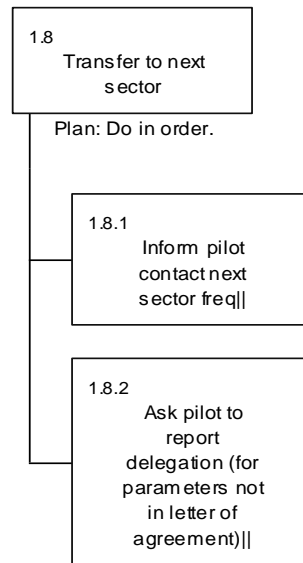 1.8
Transfer to next
sector
Plan: Do in order.
1.8.1
Inform pilot
contact next
sector freq||
1.8.2
Ask pilot to
report
delegation (for
parameters not
in letter of
agreement)||